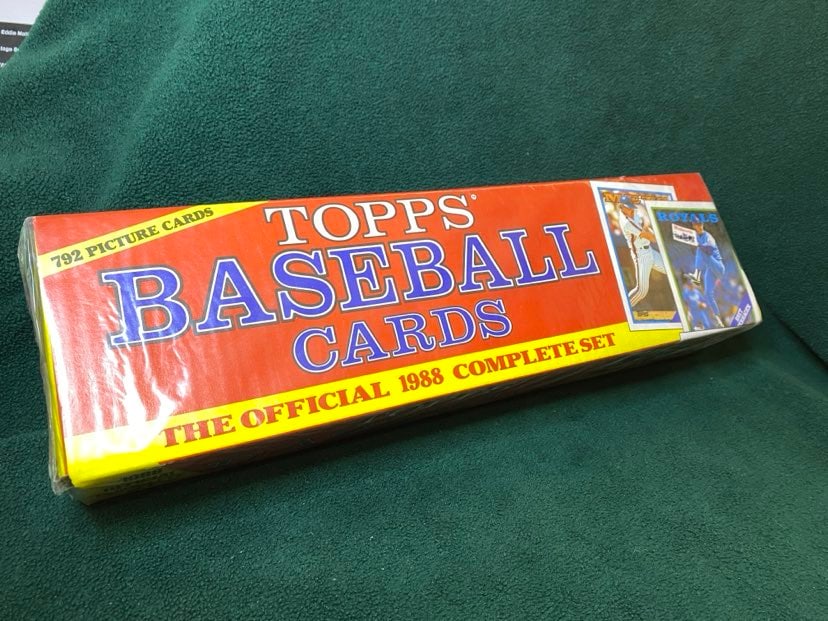 792 PICTURE CARDS
TOPPS
BASEBALL
CARDS
THE OFFICIAL 1988 COMPLETE SET
ROYALS